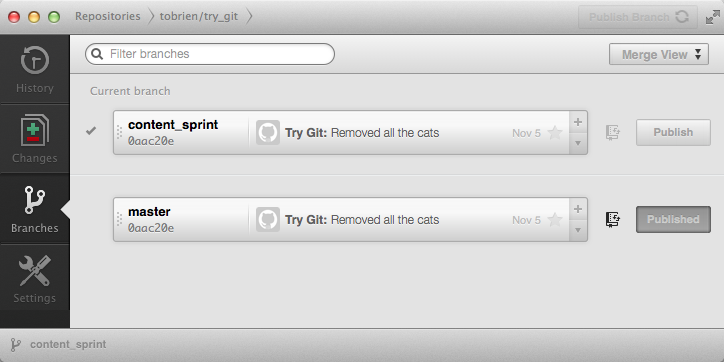 Repositories tobrien/try_git Publish Branch
Filter branches Merge View
History
Current branch
content_sprint
0aac20e
Try Git: Removed all the cats Nov 5 Publish
Changes
master
0aac20e
Try Git: Removed all the cats Nov 5 Published
Branches
Settings
content_sprint